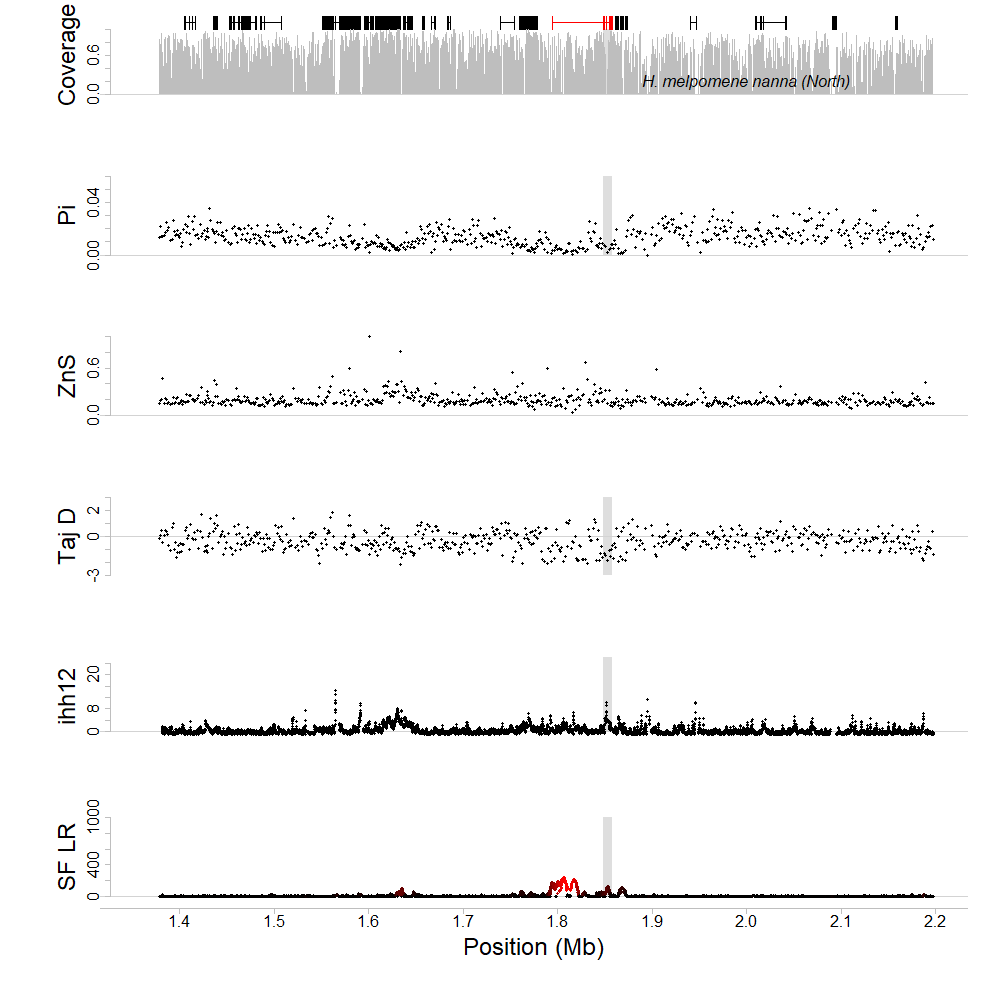 Coverage
0.6
0.0
H. melpomene nanna (North)
Pi
0.04
0.00
ZnS
0.6
0.0
Taj D
2
0
-3
ihh12
20
8
0
SF LR
1000
400
0
1.4 1.5 1.6 1.7 1.8 1.9 2.0 2.1 2.2
Position (Mb)